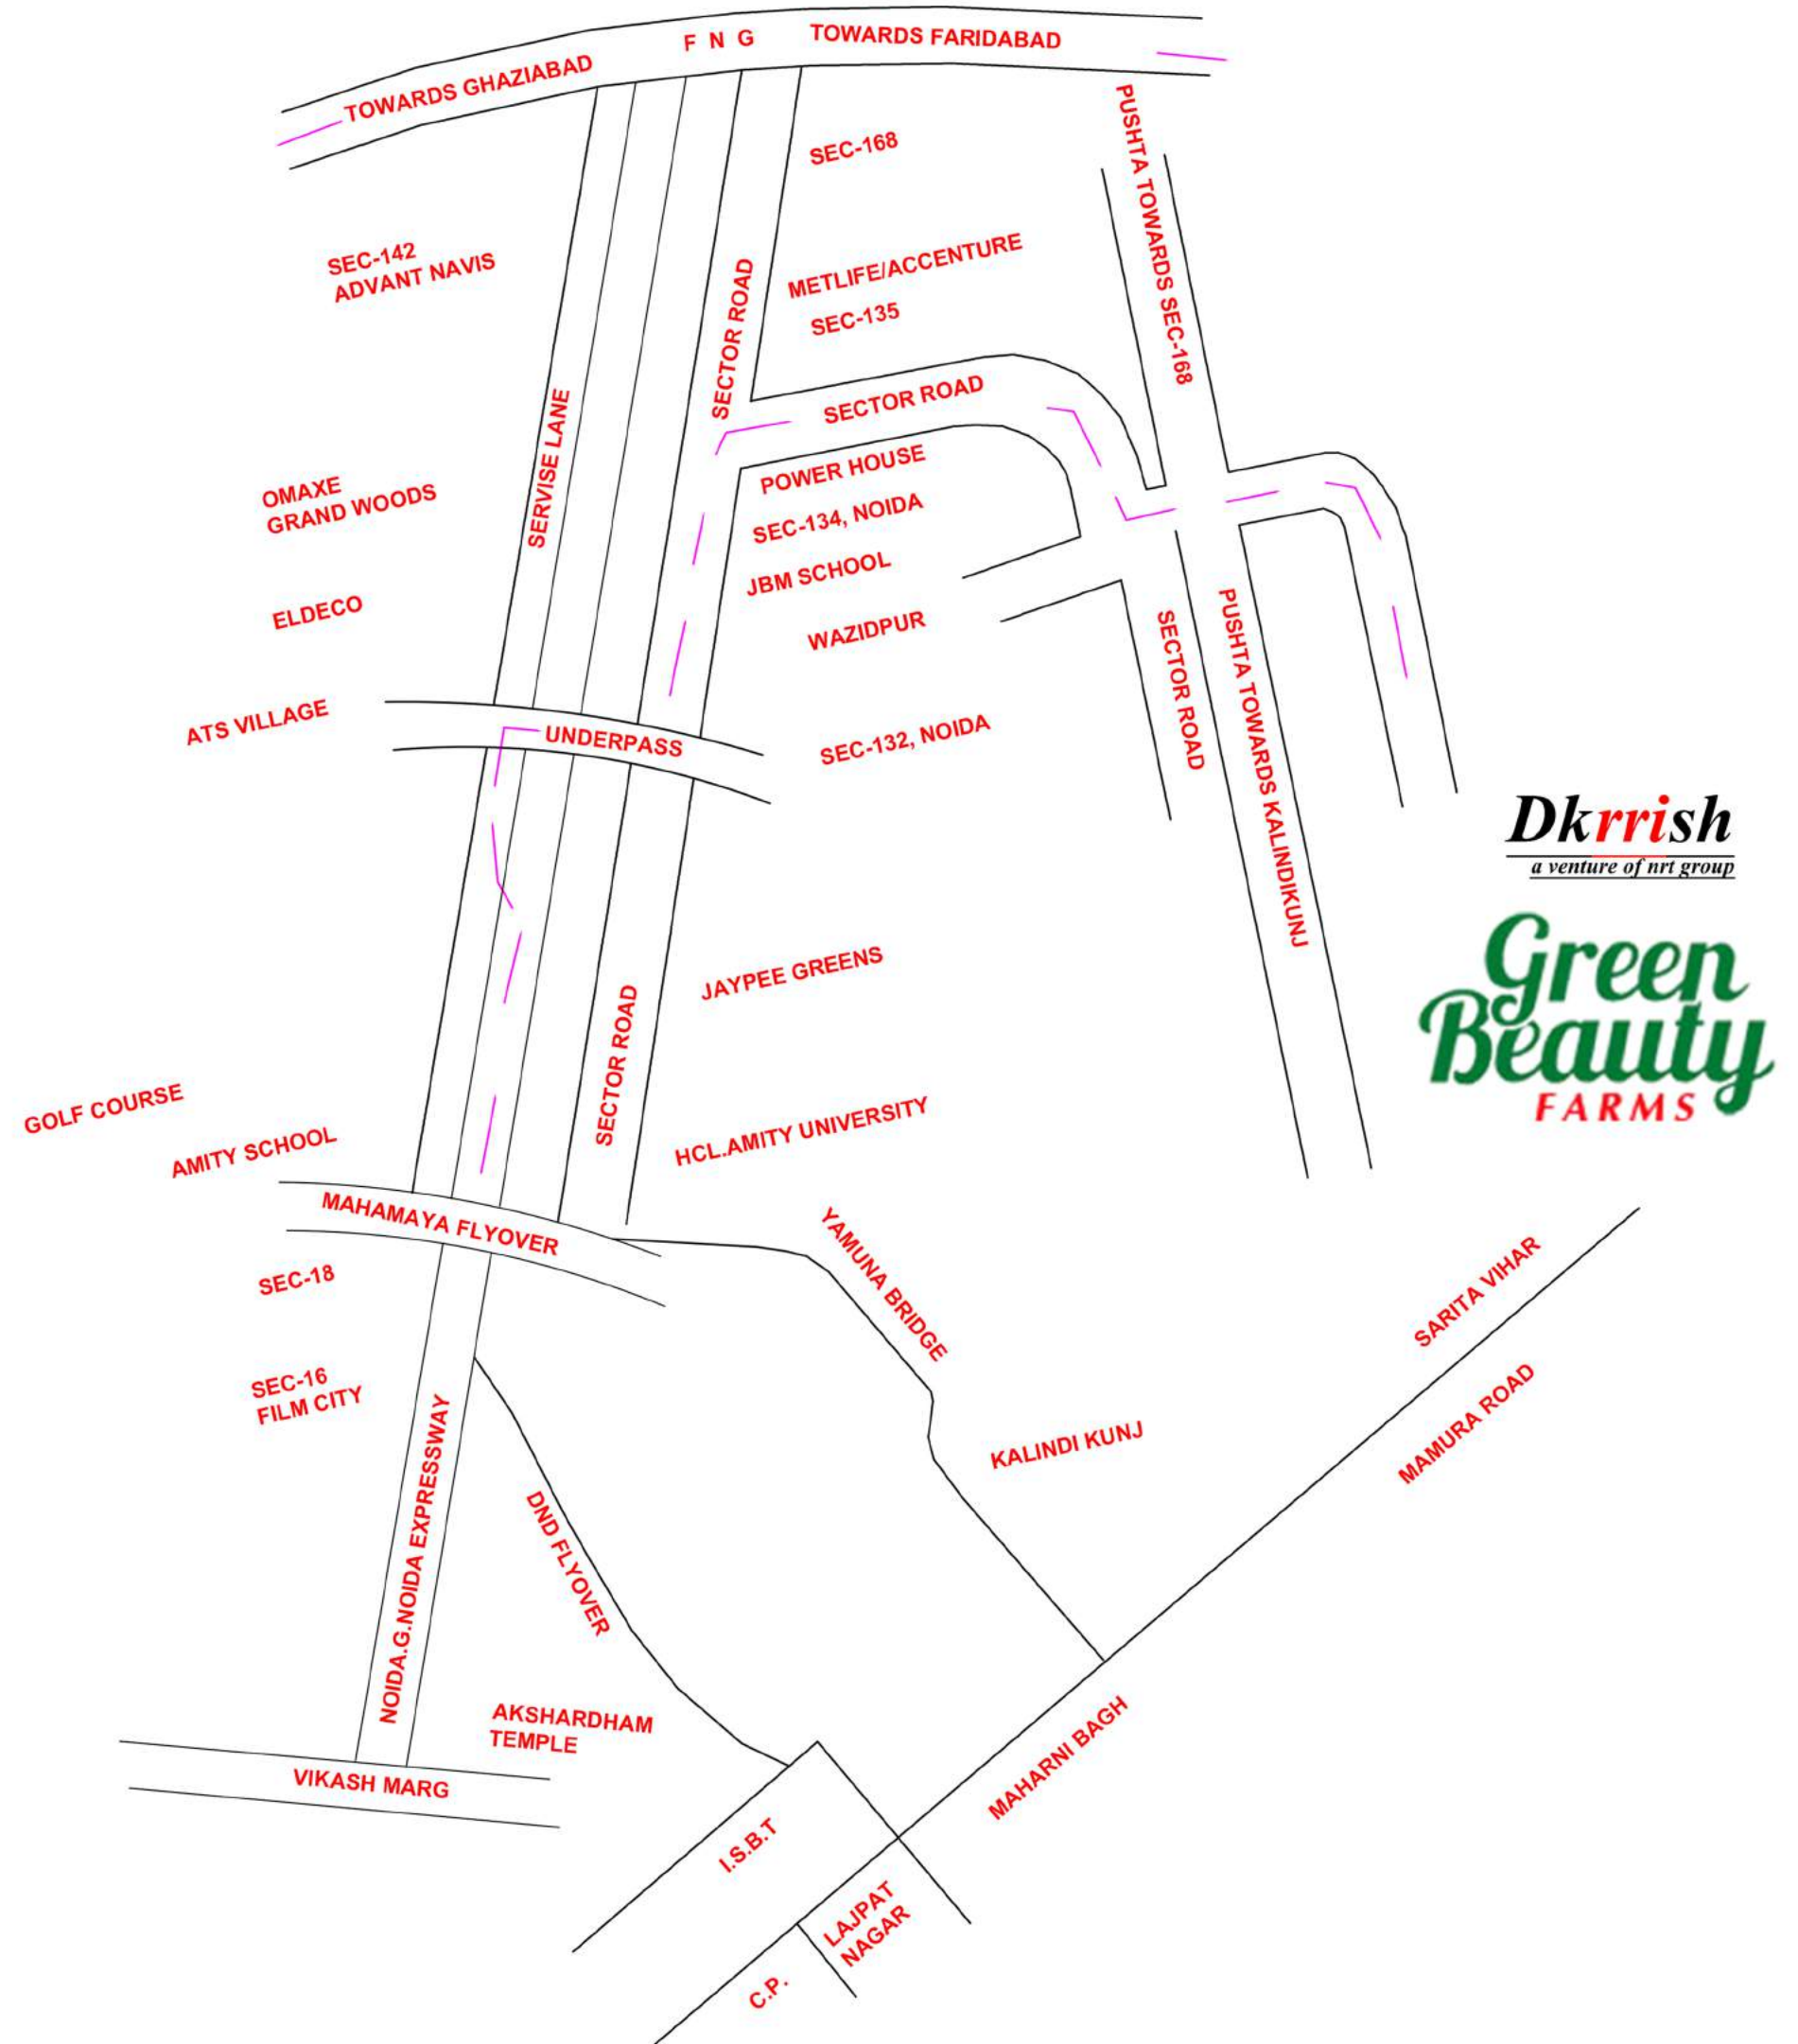 F N G
TOWARDS FARIDABAD
TOWARDS GHAZIABAD
PUSHTA TOWARDS SEC-168
SEC-168
SEC-142
ADVANT NAVIS
METLIFE/ACCENTURE
SEC-135
SECTOR ROAD
SECTOR ROAD
SERVISE LANE
POWER HOUSE
OMAXE
GRAND WOODS
SEC-134, NOIDA
JBM SCHOOL
ELDECO
WAZIDPUR
SECTOR ROAD
PUSHTA TOWARDS KALINDIKUNJ
ATS VILLAGE
UNDERPASS
SEC-132, NOIDA
Dkrrish
a venture of nrt group
Green
Beauty
FARMS
JAYPEE GREENS
SECTOR ROAD
GOLF COURSE
AMITY SCHOOL
HCL.AMITY UNIVERSITY
MAHAMAYA FLYOVER
YAMUNA BRIDGE
SEC-18
SARITA VIHAR
SEC-16
FILM CITY
MAMURA ROAD
KALINDI KUNJ
NOIDA.G.NOIDA EXPRESSWAY
DND FLYOVER
AKSHARDHAM
TEMPLE
MAHARNI BAGH
VIKASH MARG
I.S.B.T
LAJPAT
NAGAR
C.P.